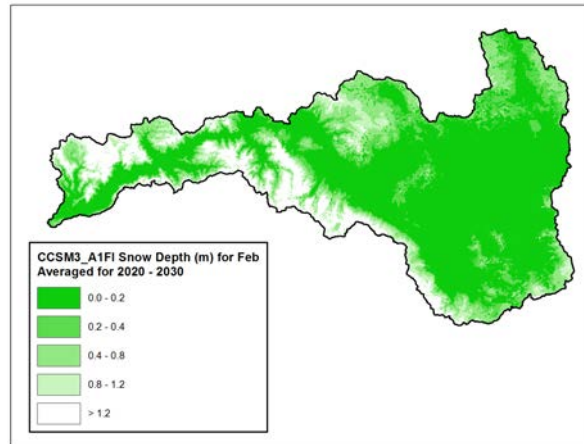 CCSM3_A1FI Snow Depth (m) for Feb
Averaged for 2020 - 2030
0.0 - 0.2
0.2 - 0.4
0.4 - 0.8
0.8 - 1.2
> 1.2